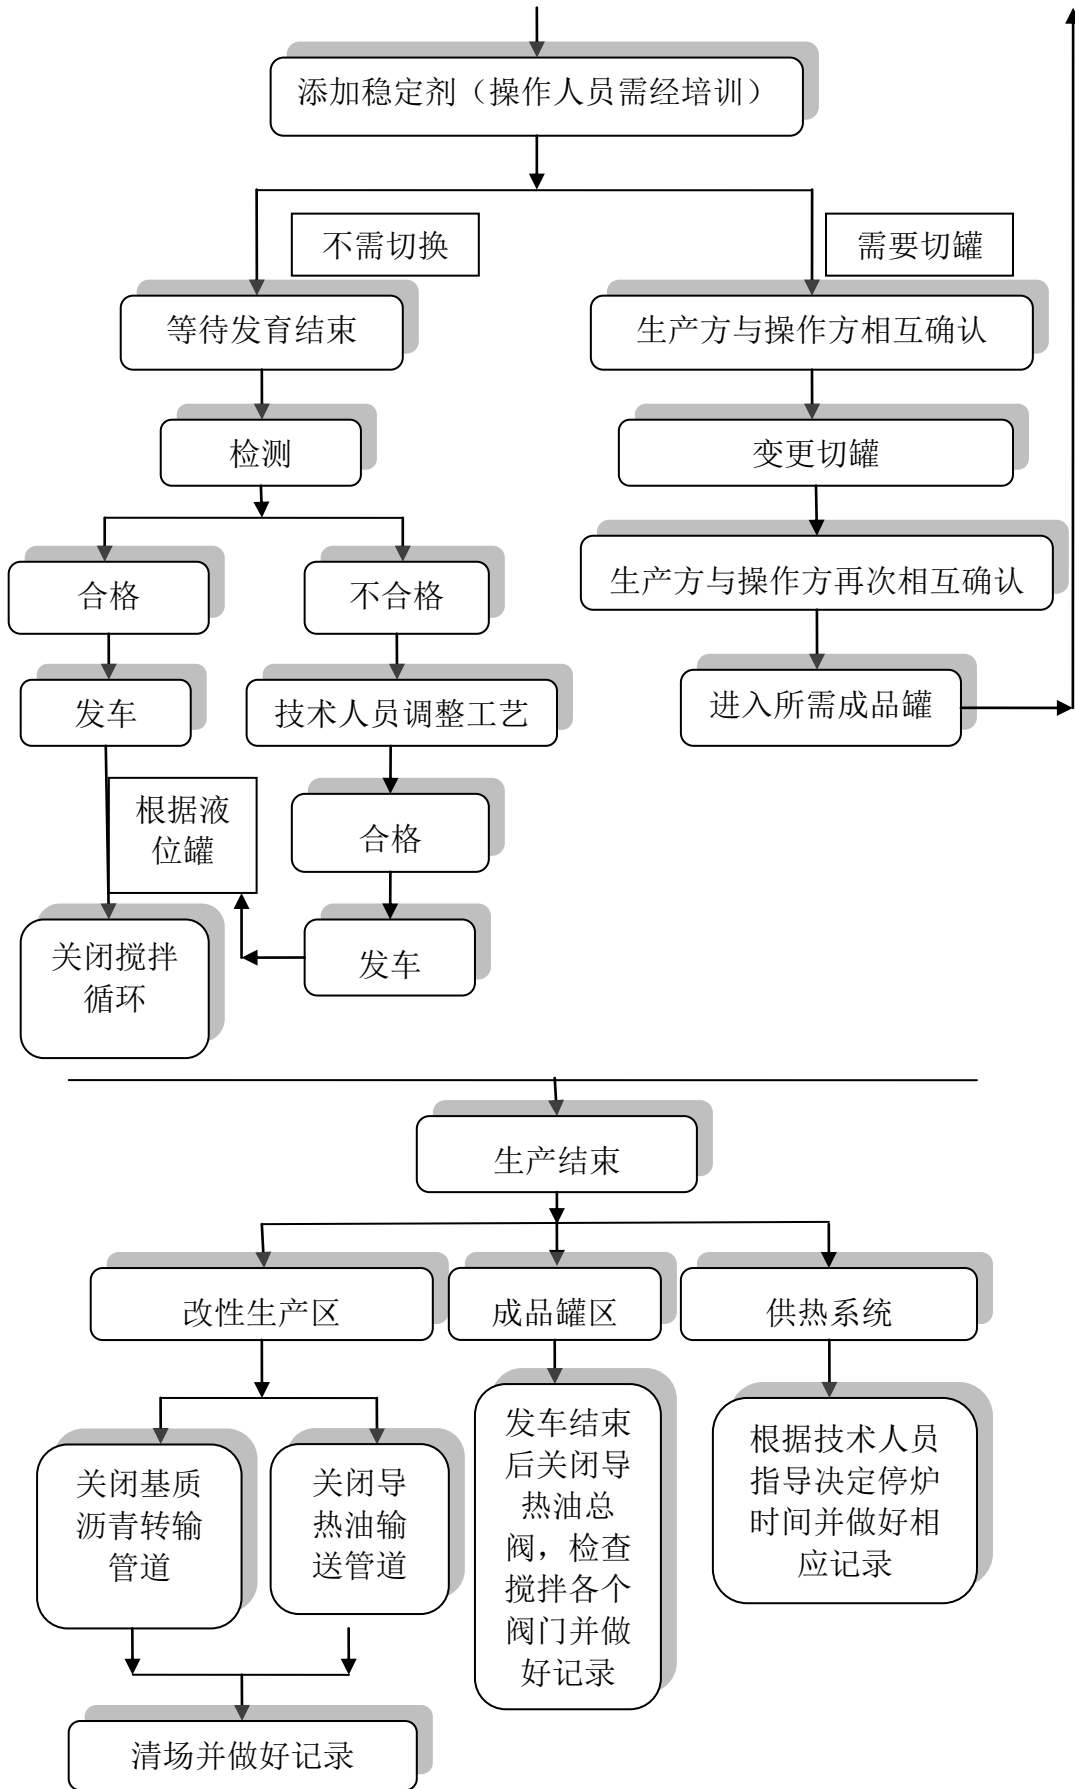 添加稳定剂（操作人员需经培训）
不需切换
需要切罐
等待发育结束
生产方与操作方相互确认
检测
变更切罐
合格
不合格
生产方与操作方再次相互确认
发车
技术人员调整工艺
进入所需成品罐
根据液
位罐
合格
关闭搅拌
循环
发车
生产结束
改性生产区
成品罐区
供热系统
关闭基质
沥青转输
管道
关闭导
热油输
送管道
发车结束
后关闭导
热油总
阀，检查
搅拌各个
阀门并做
好记录
根据技术人员
指导决定停炉
时间并做好相
应记录
清场并做好记录